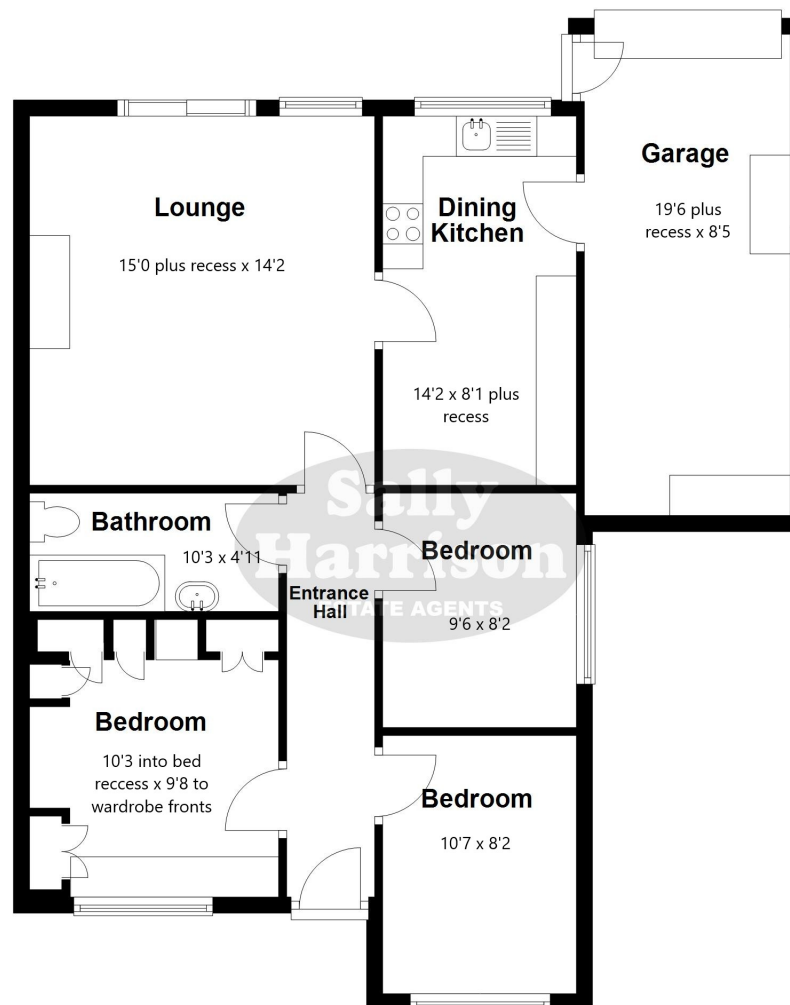 Garage
19'6 plus
recess x 8'5
Lounge
15'0 plus recess x 14'2
Dining
Kitchen
14'2 x 8'1 plus
recess
Sally
Harrison
ESTATE AGENTS
Bathroom
10'3 x 4'11
Entrance
Hall
Bedroom
9'6 x 8'2
Bedroom
10'3 into bed
reccess x 9'8 to
wardrobe fronts
Bedroom
10'7 x 8'2